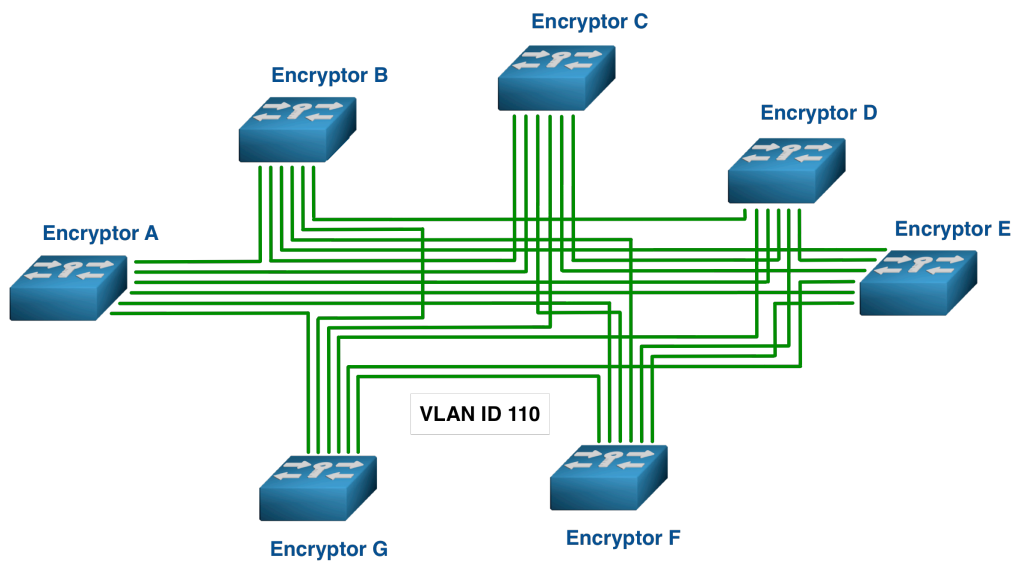 Encryptor C
Encryptor B
Encryptor D
Encryptor A
Encryptor E
VLAN ID 110
Encryptor F
Encryptor G